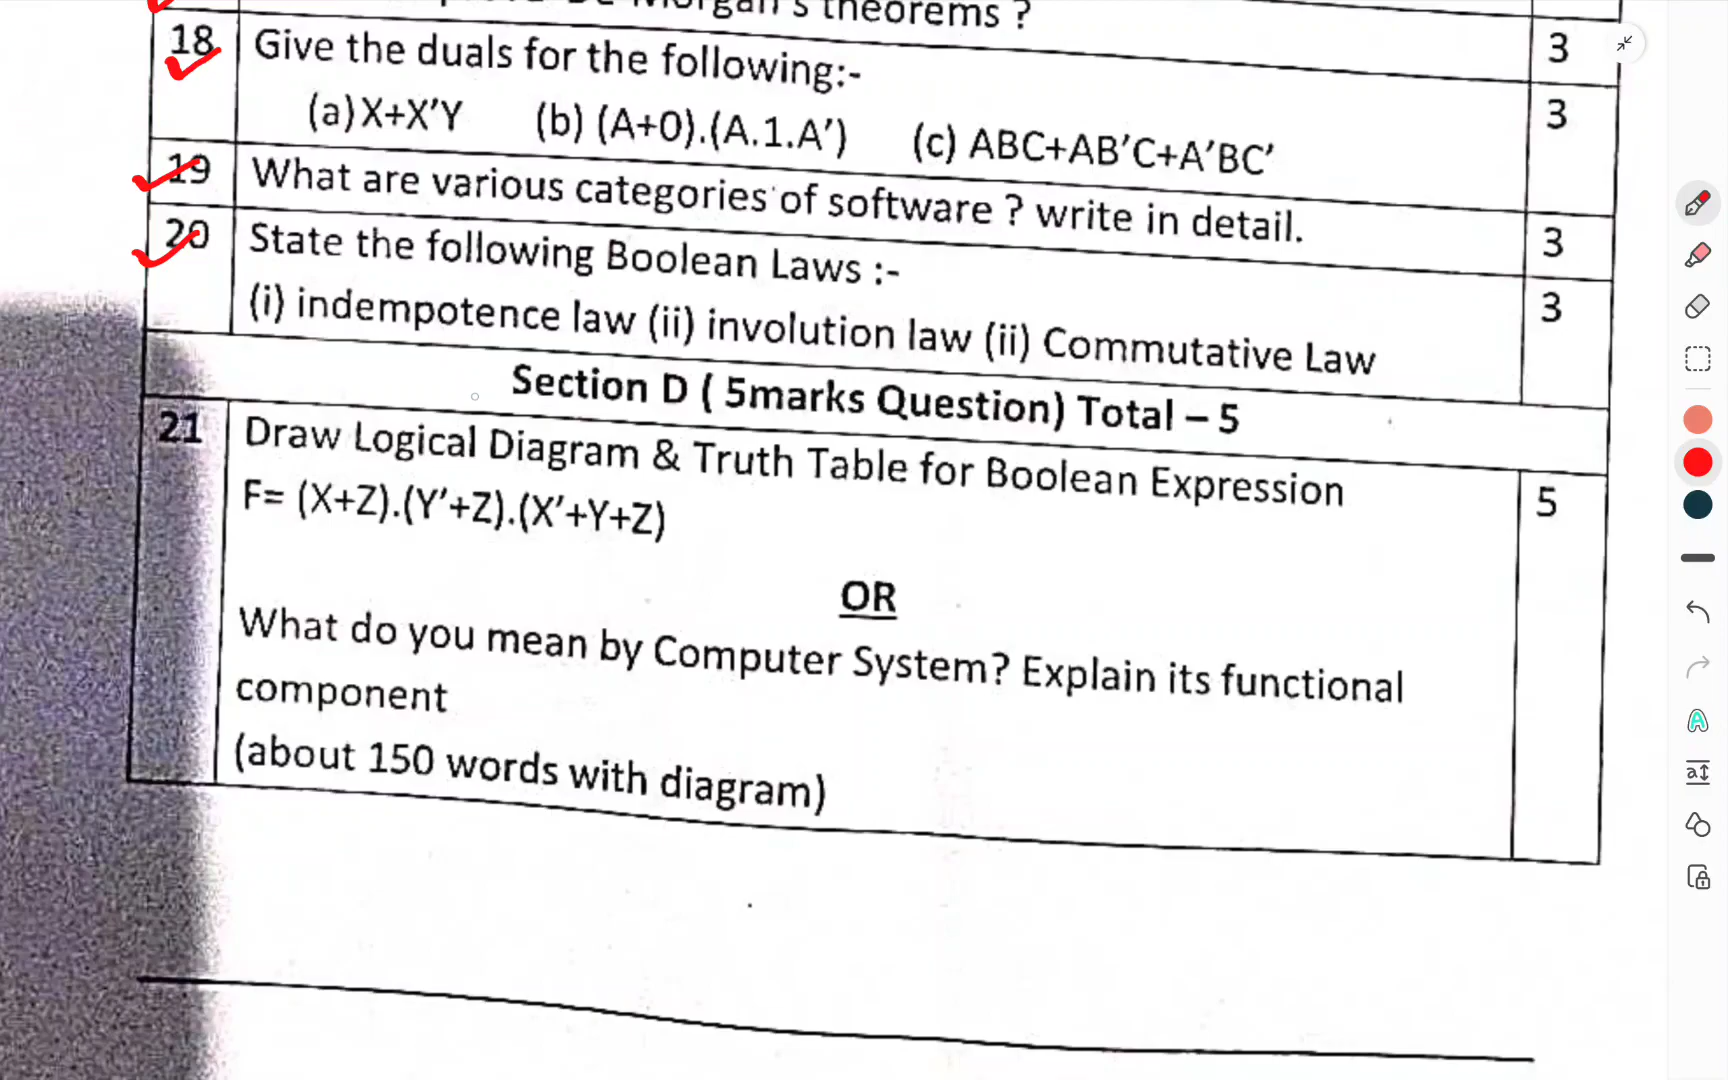 Morgan's theorems ?
3
18 Give the duals for the following:-
3
(a) X+X'Y (b) (A+0).(A.1.A') (c) ABC+AB'C+A'BC'
19 What are various categories of software ? write in detail.
3
20 State the following Boolean Laws :-
3
(i) indempotence law (ii) involution law (ii) Commutative Law
Section D ( 5marks Question) Total – 5
21 Draw Logical Diagram & Truth Table for Boolean Expression
5
F= (X+Z).(Y'+Z).(X'+Y+Z)
OR
What do you mean by Computer System? Explain its functional
component
(about 150 words with diagram)